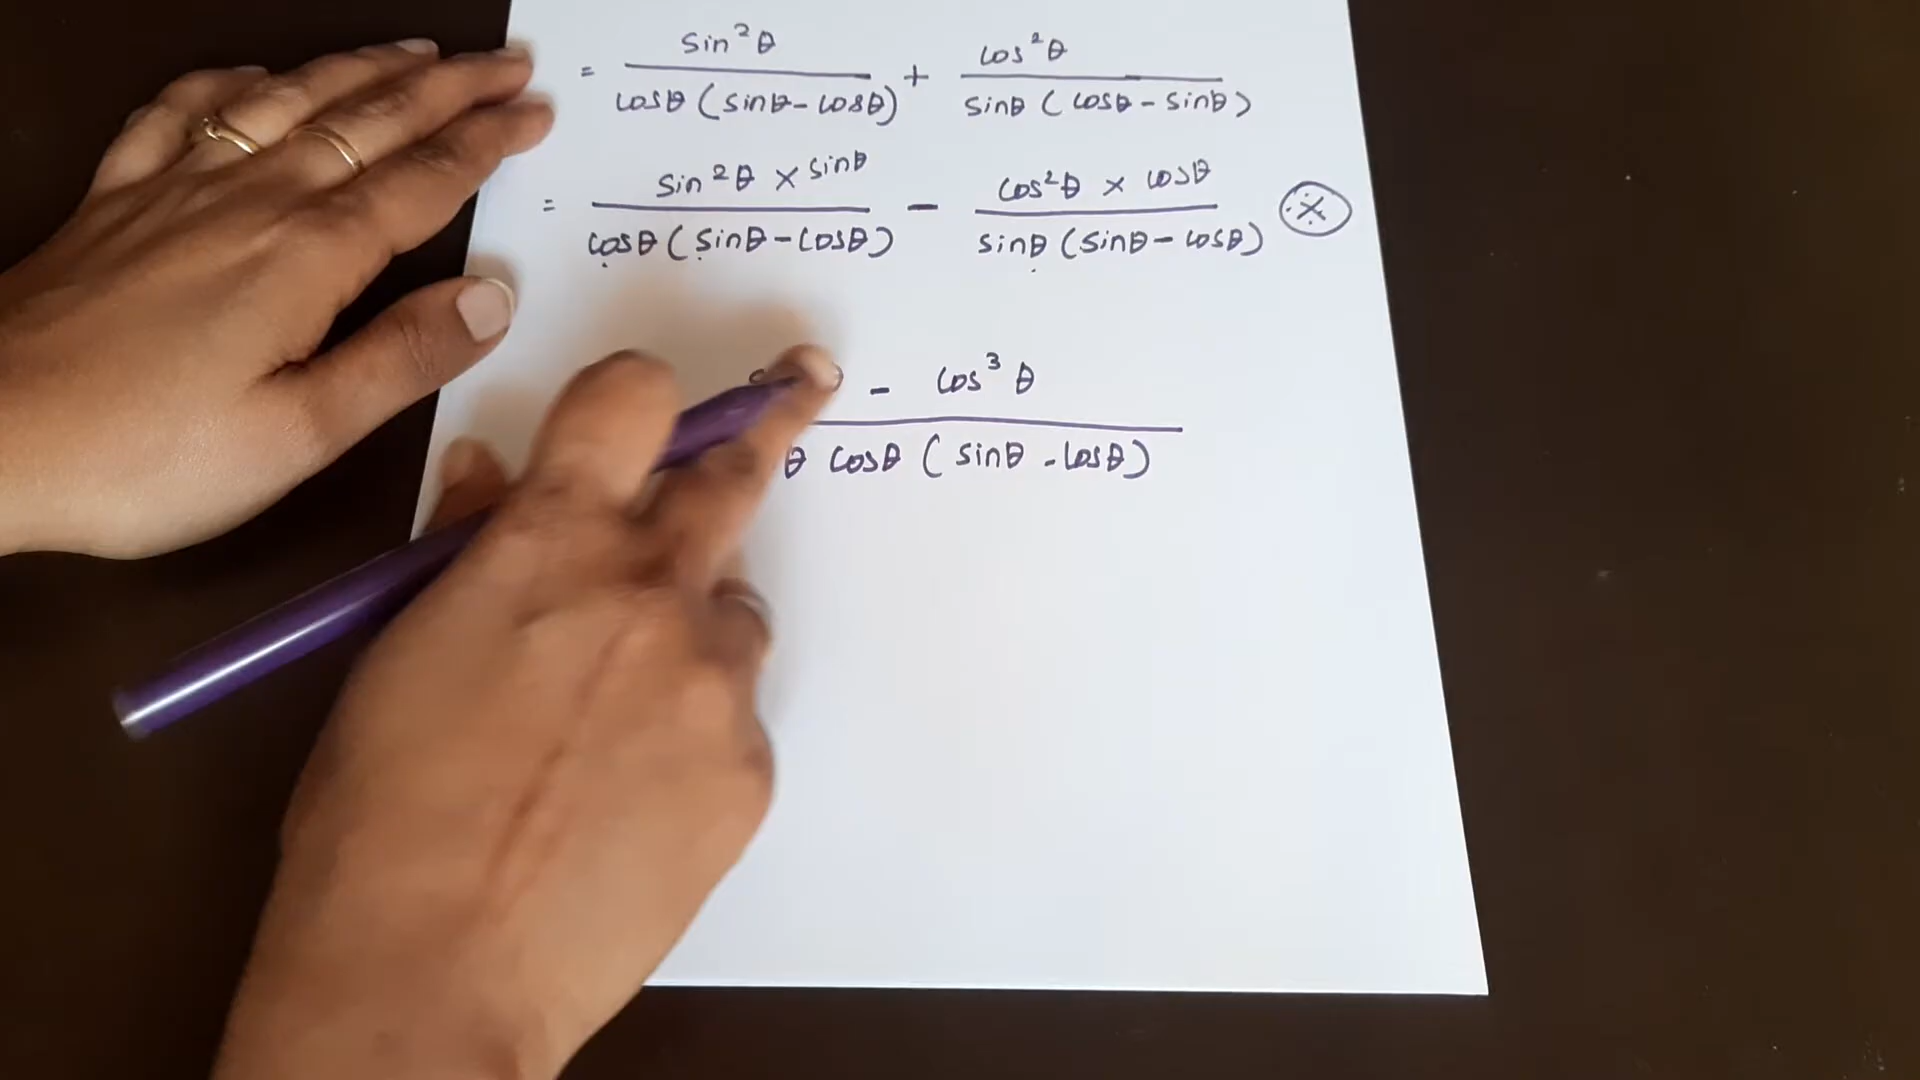 = sin²θ / cosθ (sinθ - cosθ) + cos²θ / sinθ (cosθ - sinθ)
= sin²θ × sinθ / cosθ (sinθ - cosθ) - cos²θ × cosθ / sinθ (sinθ - cosθ) ※
- cos³θ
θ cosθ (sinθ - cosθ)